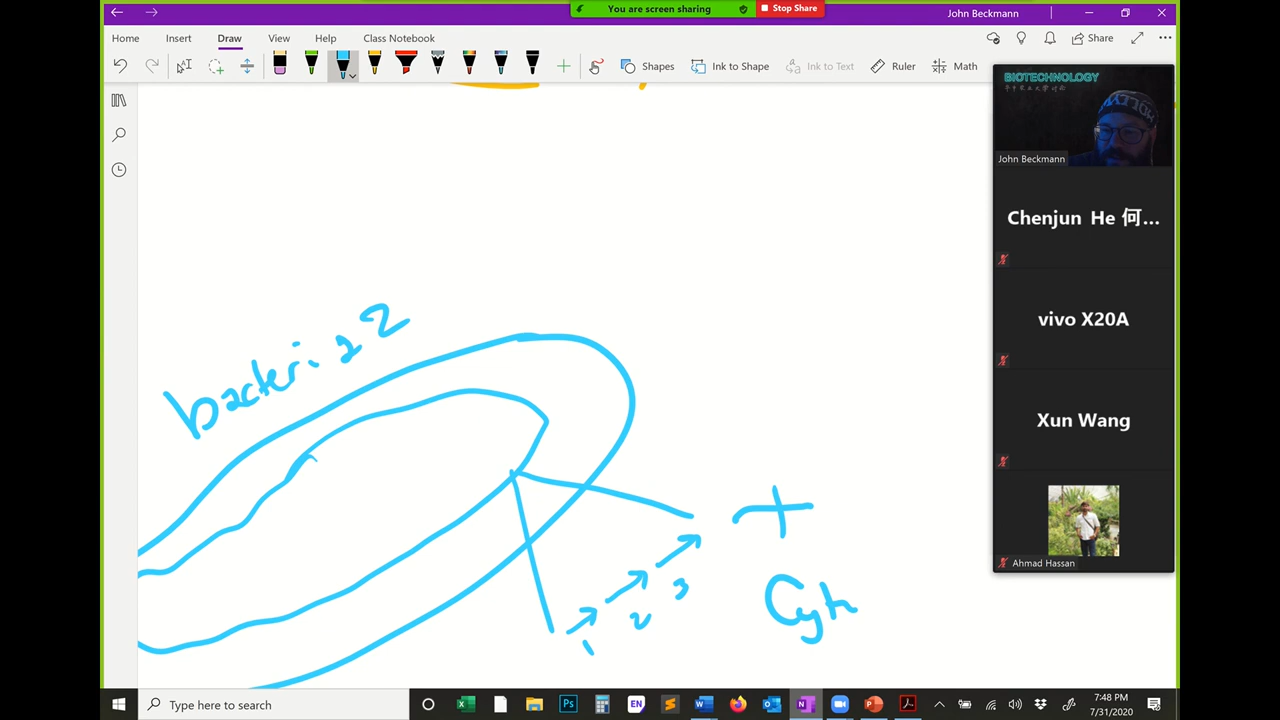 You are screen sharing Stop Share
John Beckmann
Home Insert Draw View Help Class Notebook
Share
Shapes Ink to Shape Ink to Text Ruler Math
BIOTECHNOLOGY
John Beckmann
Chenjun He 何...
vivo X20A
Xun Wang
Ahmad Hassan
bacteria 2
1
2
3
+
Cyto
Type here to search
EN
7:48 PM
7/31/2020